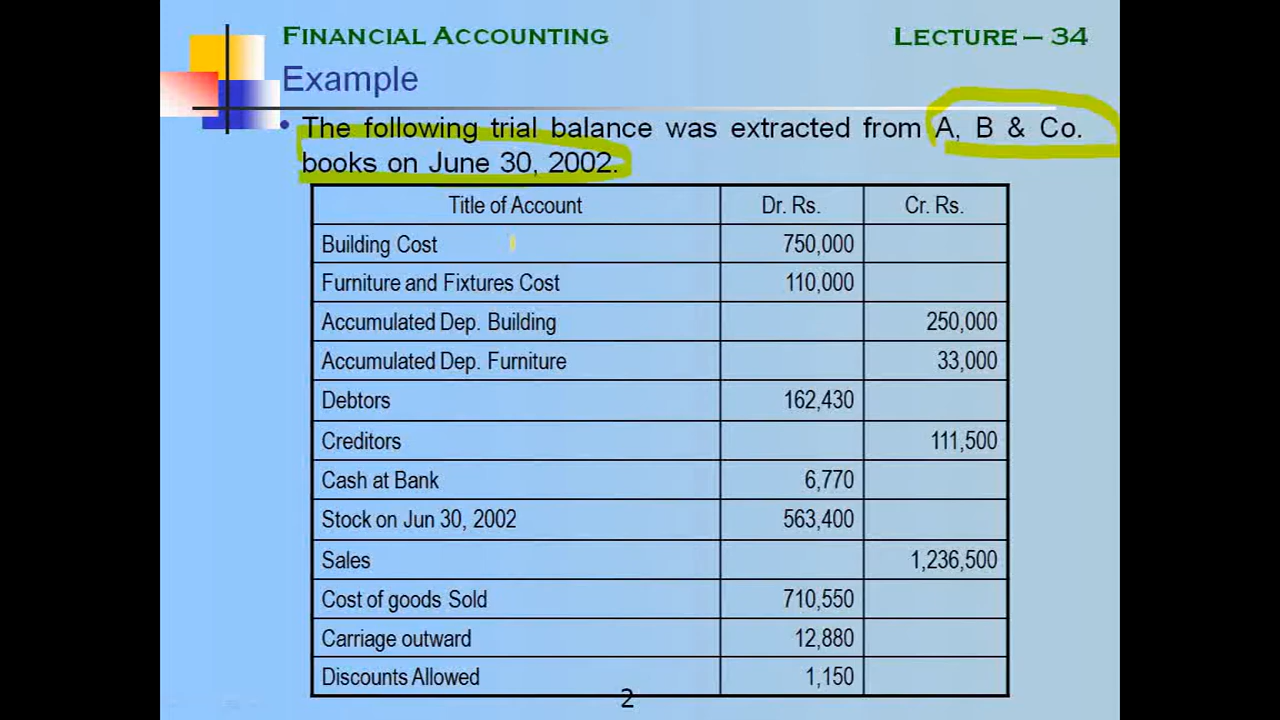 FINANCIAL ACCOUNTING LECTURE – 34
Example
• The following trial balance was extracted from A, B & Co.
books on June 30, 2002.
Title of Account Dr. Rs. Cr. Rs.
Building Cost 750,000
Furniture and Fixtures Cost 110,000
Accumulated Dep. Building 250,000
Accumulated Dep. Furniture 33,000
Debtors 162,430
Creditors 111,500
Cash at Bank 6,770
Stock on Jun 30, 2002 563,400
Sales 1,236,500
Cost of goods Sold 710,550
Carriage outward 12,880
Discounts Allowed 1,150
2